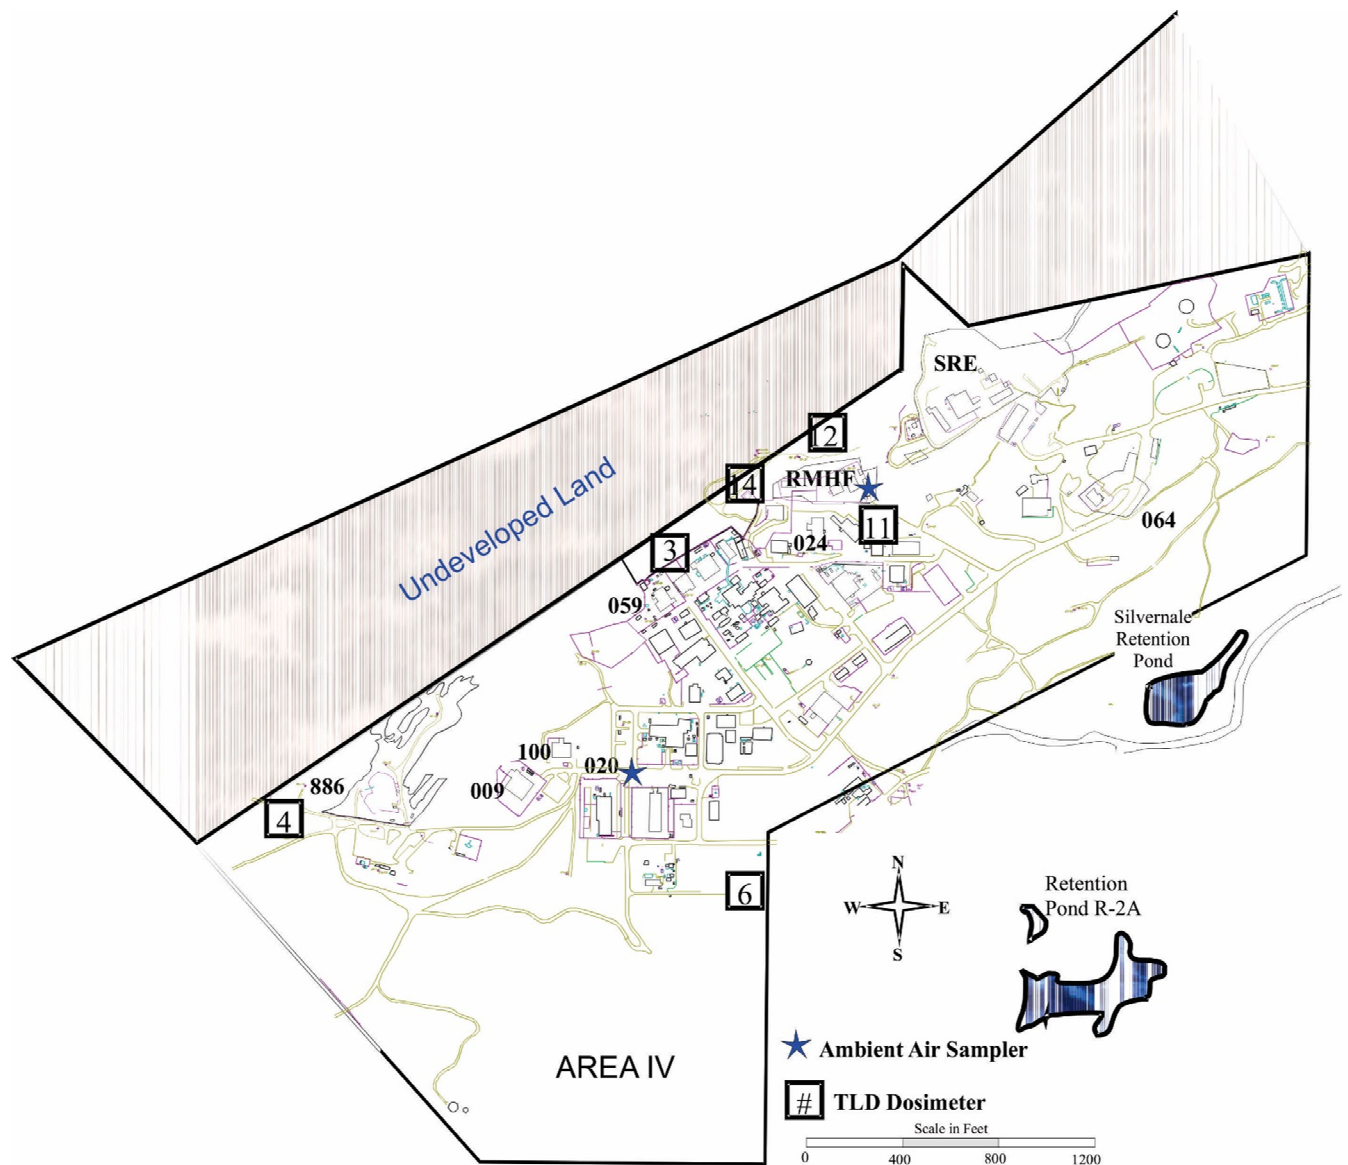 SRE
12
RMHF
14
11
064
024
3
Undeveloped Land
059
Silvernale
Retention
Pond
100
020
886
009
4
6
N
W
E
S
Retention
Pond R-2A
AREA IV
Ambient Air Sampler
# TLD Dosimeter
Scale in Feet
0 400 800 1200